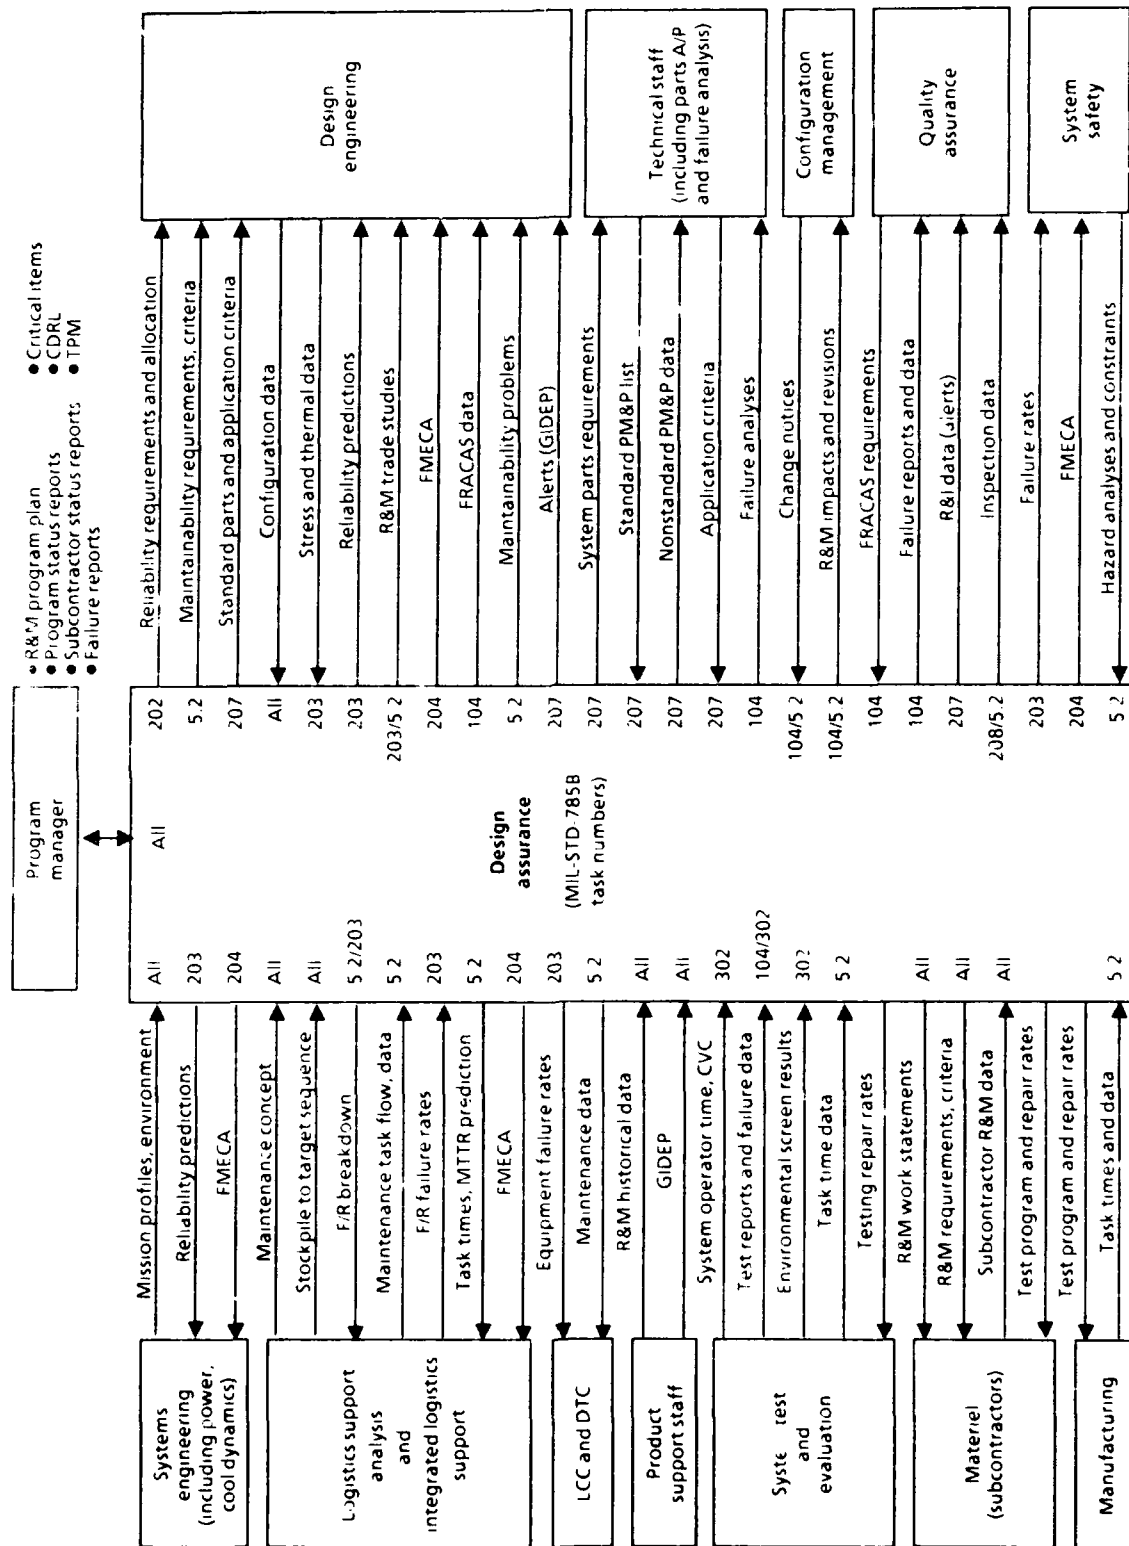 Program
manager
● R&M program plan
● Program status reports
● Subcontractor status reports
● Failure reports
● Critical items
● CDRL
● TPM
All
Design
assurance
(MIL-STD-785B
task numbers)
Systems
engineering
(including power,
cool dynamics)
Mission profiles, environment All
Reliability predictions 203
FMECA 204
Logistics support
analysis
and
integrated logistics
support
Maintenance concept All
Stockpile to target sequence All
F/R breakdown 5 2/203
Maintenance task flow, data 5 2
F/R failure rates 203
Task times, MTTR prediction 5 2
FMECA 204
LCC and DTC
Equipment failure rates 203
Maintenance data 5 2
Product
support staff
R&M historical data All
GIDEP All
and
evaluation
System operator time, CVC 302
Test reports and failure data 104/302
Environmental screen results 302
Task time data 5 2
Testing repair rates
Materiel
(subcontractors)
R&M work statements All
R&M requirements, criteria All
Subcontractor R&M data All
Test program and repair rates
Manufacturing
Test program and repair rates
Task times and data 5 2
Design
engineering
202 Reliability requirements and allocation
5.2 Maintainability requirements, criteria
207 Standard parts and application criteria
All Configuration data
203 Stress and thermal data
203 Reliability predictions
203/5 2 R&M trade studies
204 FMECA
104 FRACAS data
5 2 Maintainability problems
207 Alerts (GIDEP)
Technical staff
(including parts A/P
and failure analysis)
207 System parts requirements
207 Standard PM&P list
207 Nonstandard PM&P data
207 Application criteria
104 Failure analyses
Configuration
management
104/5 2 Change notices
104/5 2 R&M impacts and revisions
Quality
assurance
104 FRACAS requirements
104 Failure reports and data
207 R&I data
208/5.2 Inspection data
System
safety
203 Failure rates
204 FMECA
5 2 Hazard analyses and constraints